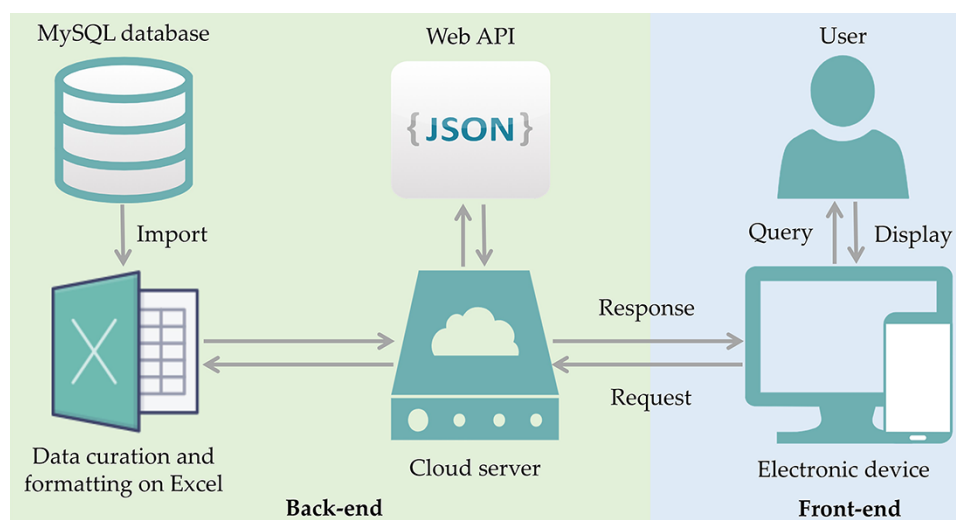 MySQL database
Web API
User
{JSON}
Import
Query
Display
Response
Request
Data curation and
formatting on Excel
Cloud server
Electronic device
Back-end
Front-end